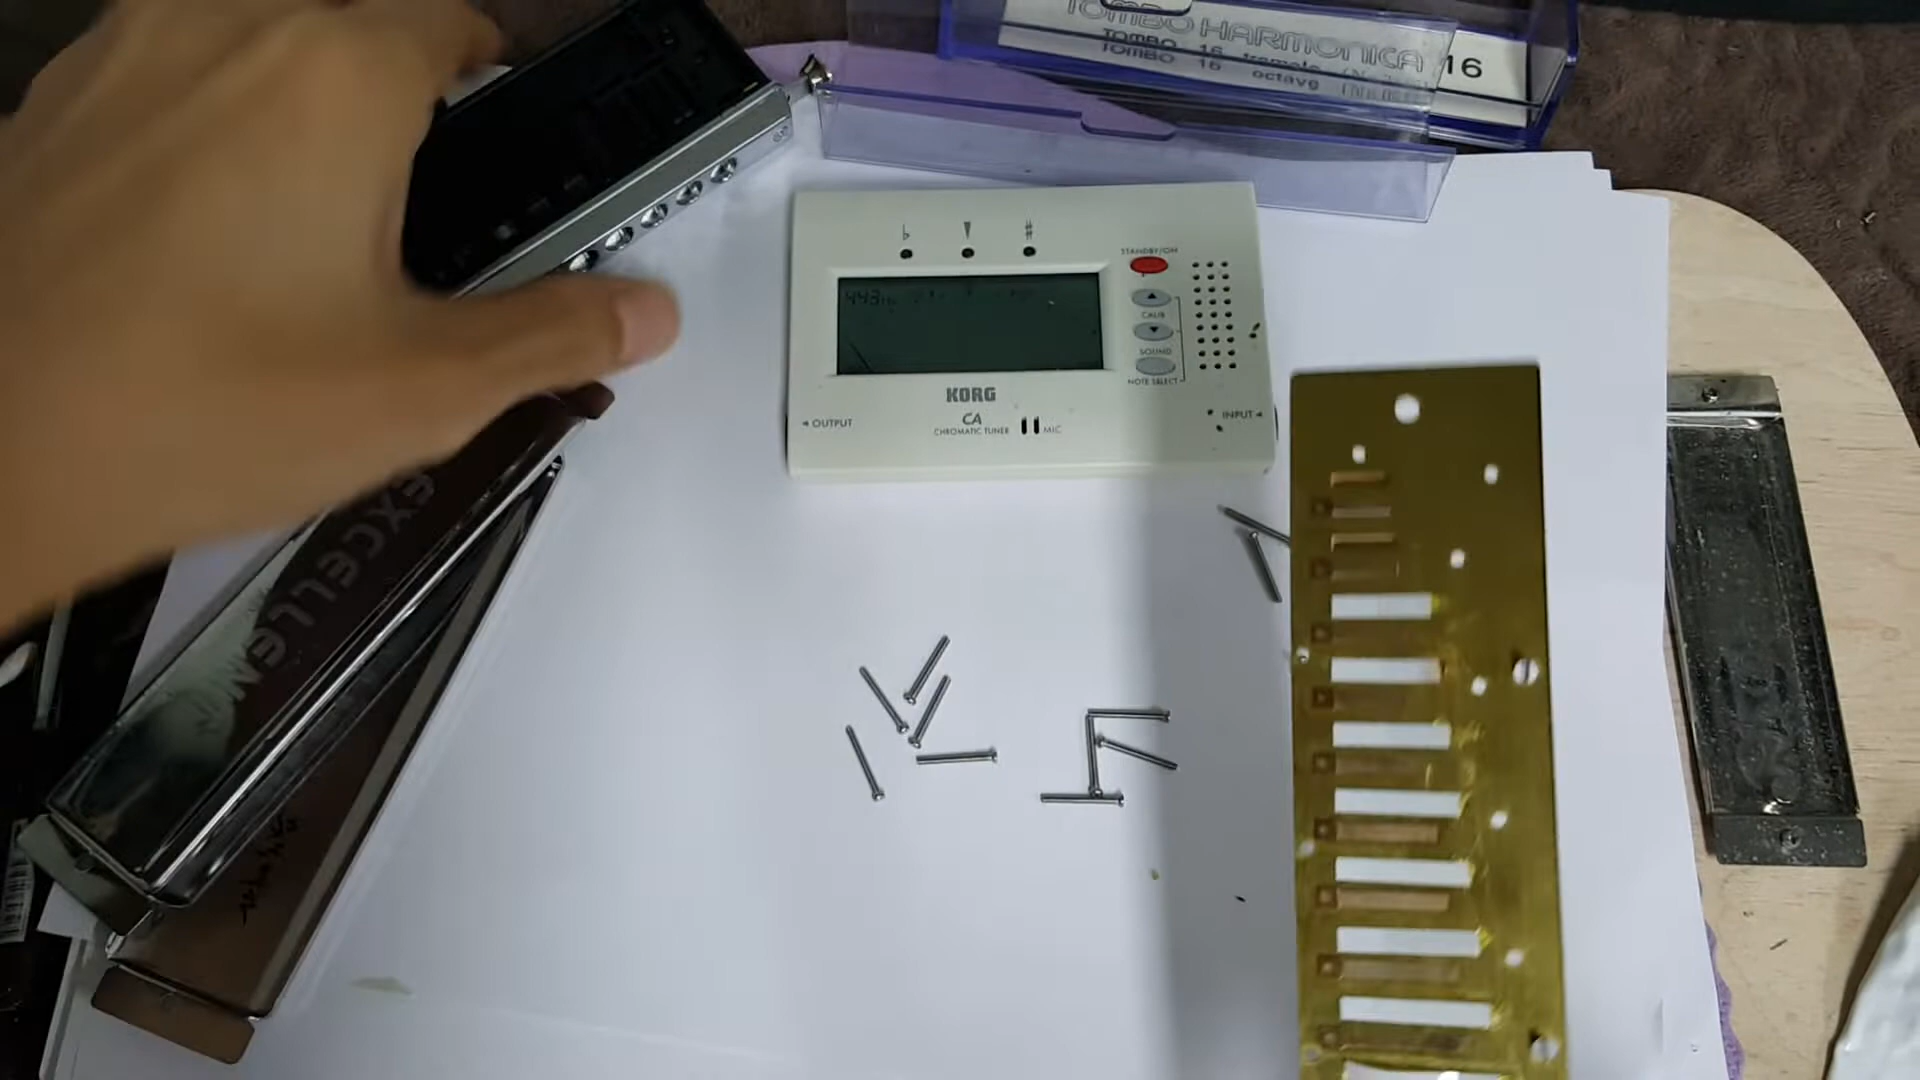 TOMBO HARMONICA 16
TOMBO 16 tremolo
TOMBO 16 octave
♭ ♯
STANDBY/ON
443Hz
CALIB
SOUND
NOTE SELECT
KORG
CA
CHROMATIC TUNER
MIC
OUTPUT
INPUT
EXCELLENT